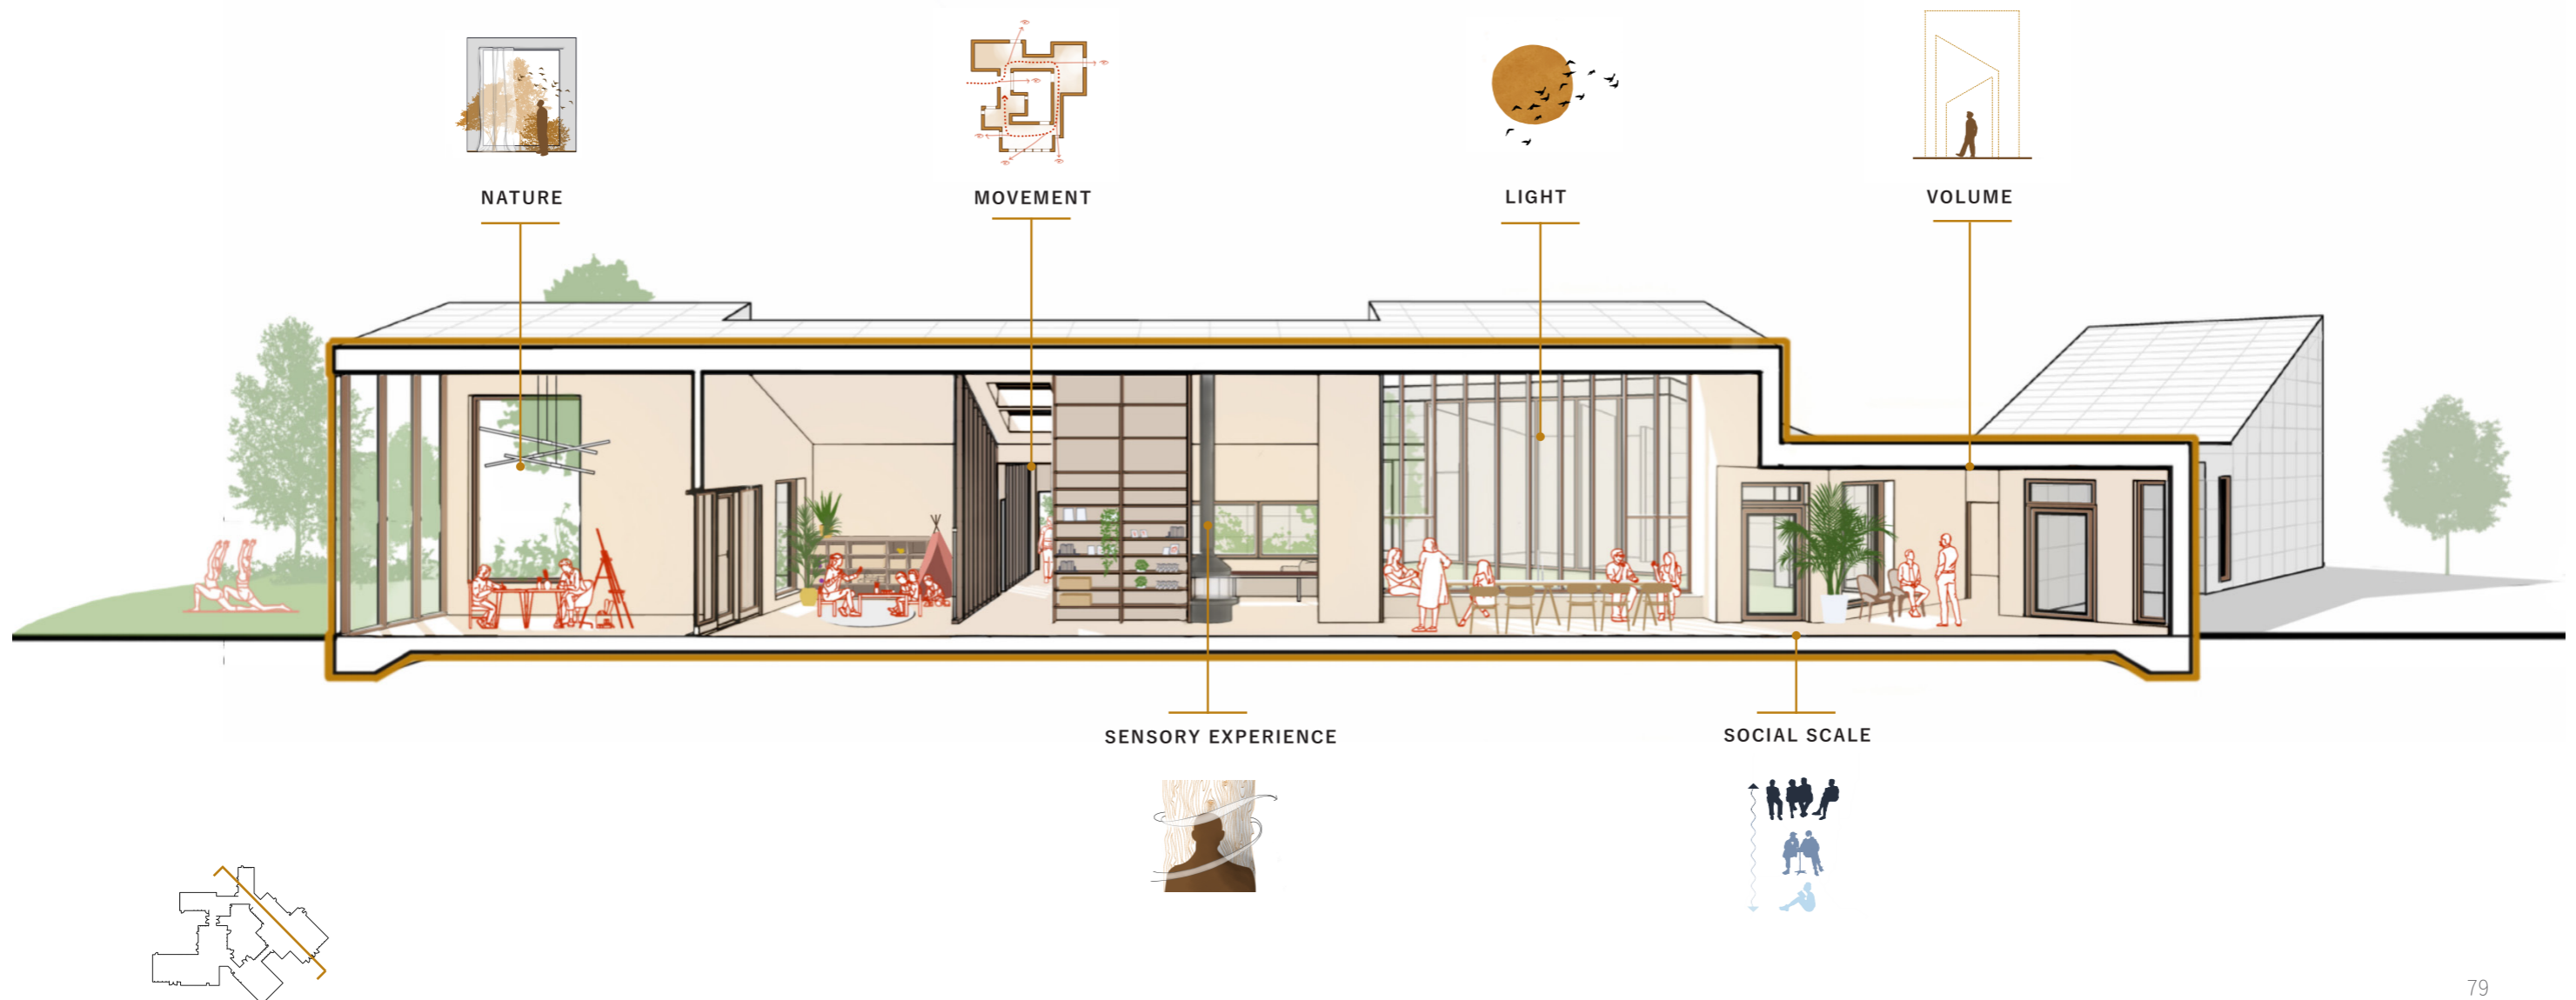 NATURE
MOVEMENT
LIGHT
VOLUME
SENSORY EXPERIENCE
SOCIAL SCALE
79